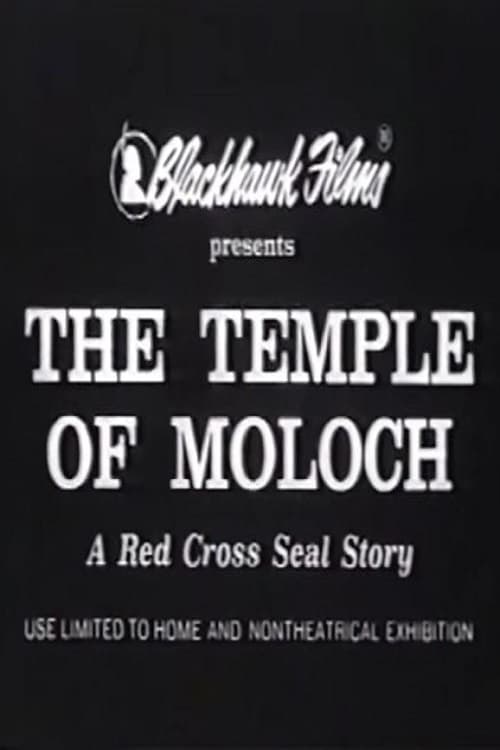 Blackhawk Films ®
presents
THE TEMPLE
OF MOLOCH
A Red Cross Seal Story
USE LIMITED TO HOME AND NONTHEATRICAL EXHIBITION